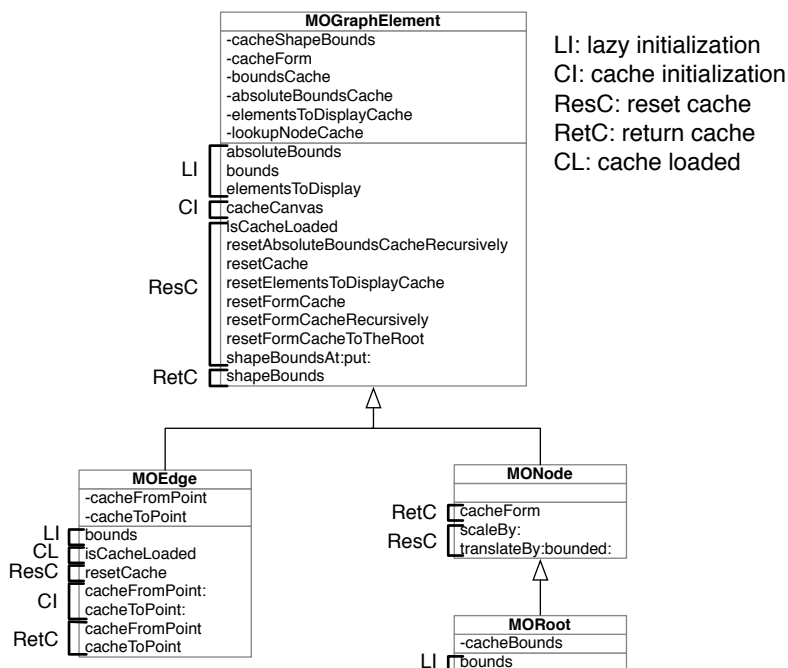 MOGraphElement
-cacheShapeBounds
-cacheForm
-boundsCache
-absoluteBoundsCache
-elementsToDisplayCache
-lookupNodeCache
LI
absoluteBounds
bounds
elementsToDisplay
CI
cacheCanvas
ResC
isCacheLoaded
resetAbsoluteBoundsCacheRecursively
resetCache
resetElementsToDisplayCache
resetFormCache
resetFormCacheRecursively
resetFormCacheToTheRoot
shapeBoundsAt:put:
RetC
shapeBounds
LI: lazy initialization
CI: cache initialization
ResC: reset cache
RetC: return cache
CL: cache loaded
MOEdge
-cacheFromPoint
-cacheToPoint
LI
bounds
CL
isCacheLoaded
ResC
resetCache
CI
cacheFromPoint:
cacheToPoint:
RetC
cacheFromPoint
cacheToPoint
MONode
RetC
cacheForm
ResC
scaleBy:
translateBy:bounded:
MORoot
-cacheBounds
LI
bounds